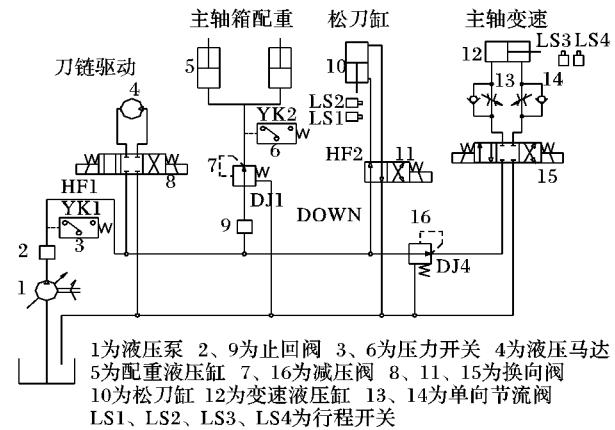 主轴箱配重 松刀缸 主轴变速
LS3 LS4
刀链驱动
12
4
5
10
13 14
YK2
LS2
LS1
6
HF2 11
7
8
15
HF1
DJ1
YK1
DOWN
16
9
2
3
DJ4
1
1为液压泵 2、9为止回阀 3、6为压力开关 4为液压马达
5为配重液压缸 7、16为减压阀 8、11、15为换向阀
10为松刀缸 12为变速液压缸 13、14为单向节流阀
LS1、LS2、LS3、LS4为行程开关